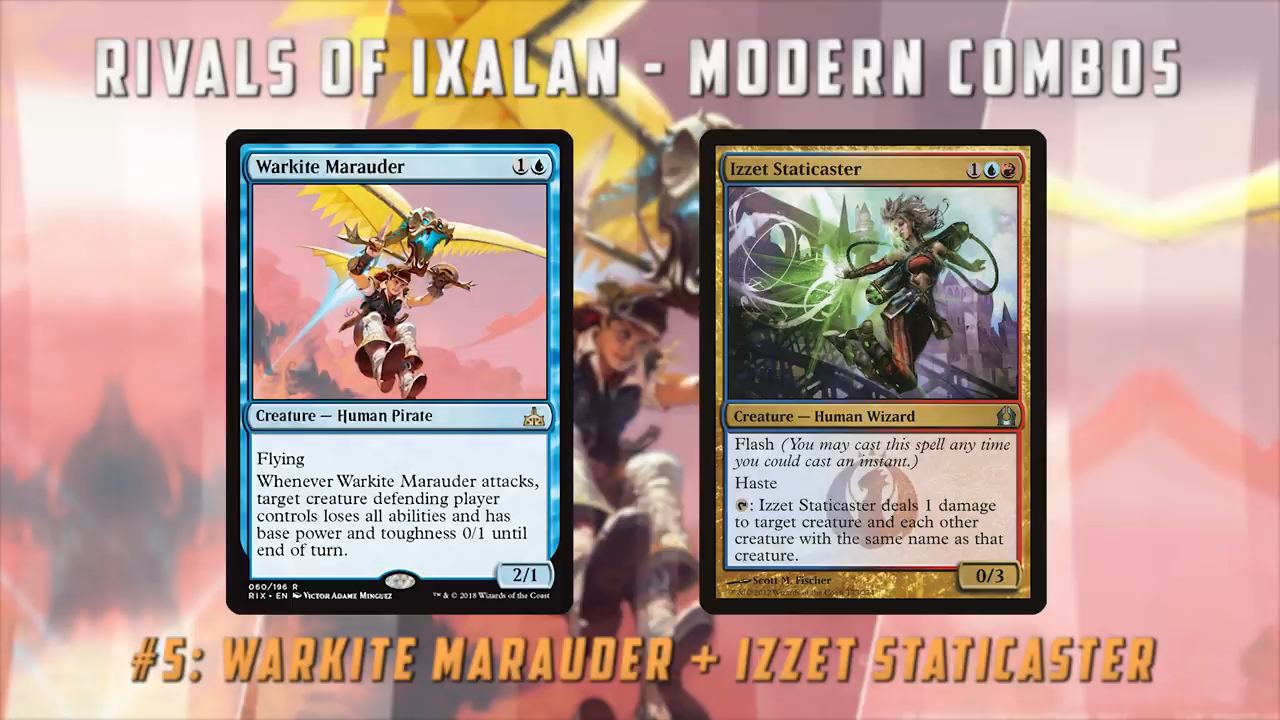 RIVALS OF IXALAN - MODERN COMBOS
Warkite Marauder
1
Creature — Human Pirate
Flying
Whenever Warkite Marauder attacks,
target creature defending player
controls loses all abilities and has
base power and toughness 0/1 until
end of turn.
2/1
060/196 R
RIX • EN Victor Adame Minguez
™ & © 2018 Wizards of the Coast
Izzet Staticaster
1
Creature — Human Wizard
Flash (You may cast this spell any time
you could cast an instant.)
Haste
: Izzet Staticaster deals 1 damage
to target creature and each other
creature with the same name as that
creature.
0/3
Scott M. Fischer
#5: WARKITE MARAUDER + IZZET STATICASTER